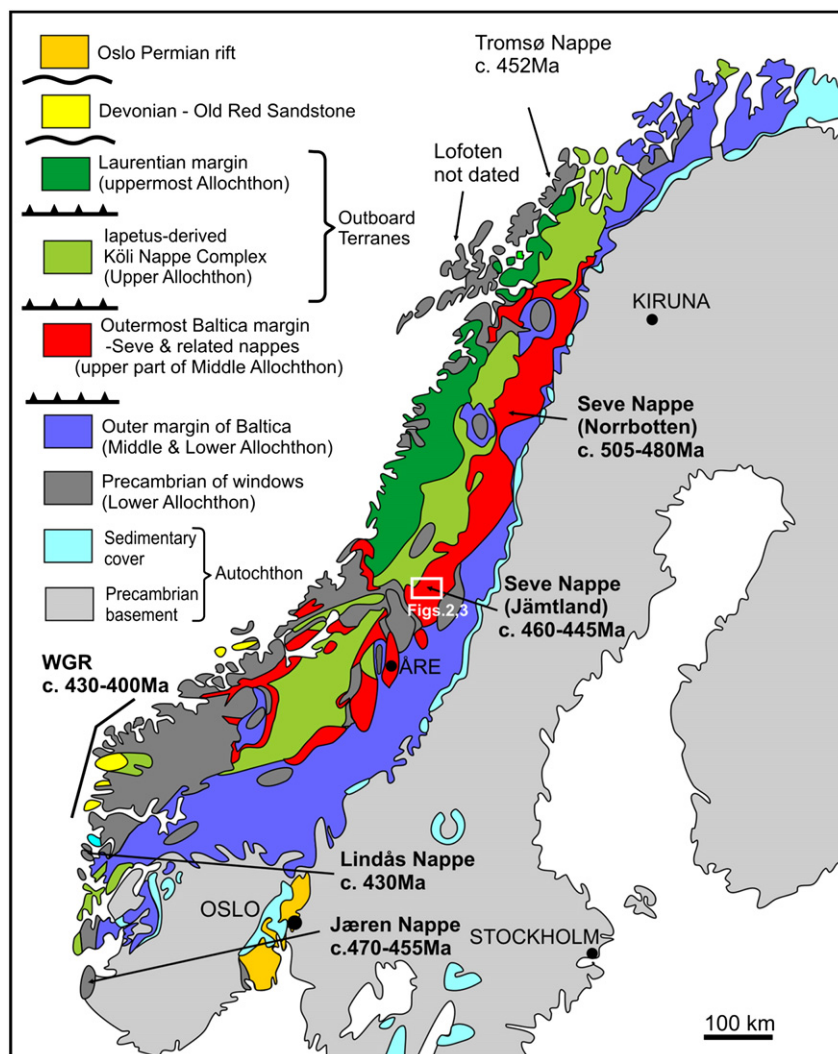 Oslo Permian rift
Devonian - Old Red Sandstone
Laurentian margin
(uppermost Allochthon)
Outboard
Terranes
Iapetus-derived
Köli Nappe Complex
(Upper Allochthon)
Outermost Baltica margin
-Seve & related nappes
(upper part of Middle Allochthon)
Outer margin of Baltica
(Middle & Lower Allochthon)
Precambrian of windows
(Lower Allochthon)
Sedimentary
cover
Autochthon
Precambrian
basement
Tromsø Nappe
c. 452Ma
Lofoten
not dated
KIRUNA
Seve Nappe
(Norrbotten)
c. 505-480Ma
Seve Nappe
(Jämtland)
c. 460-445Ma
Figs.2,3
WGR
c. 430-400Ma
ÅRE
Lindås Nappe
c. 430Ma
OSLO
Jæren Nappe
c.470-455Ma
STOCKHOLM
100 km